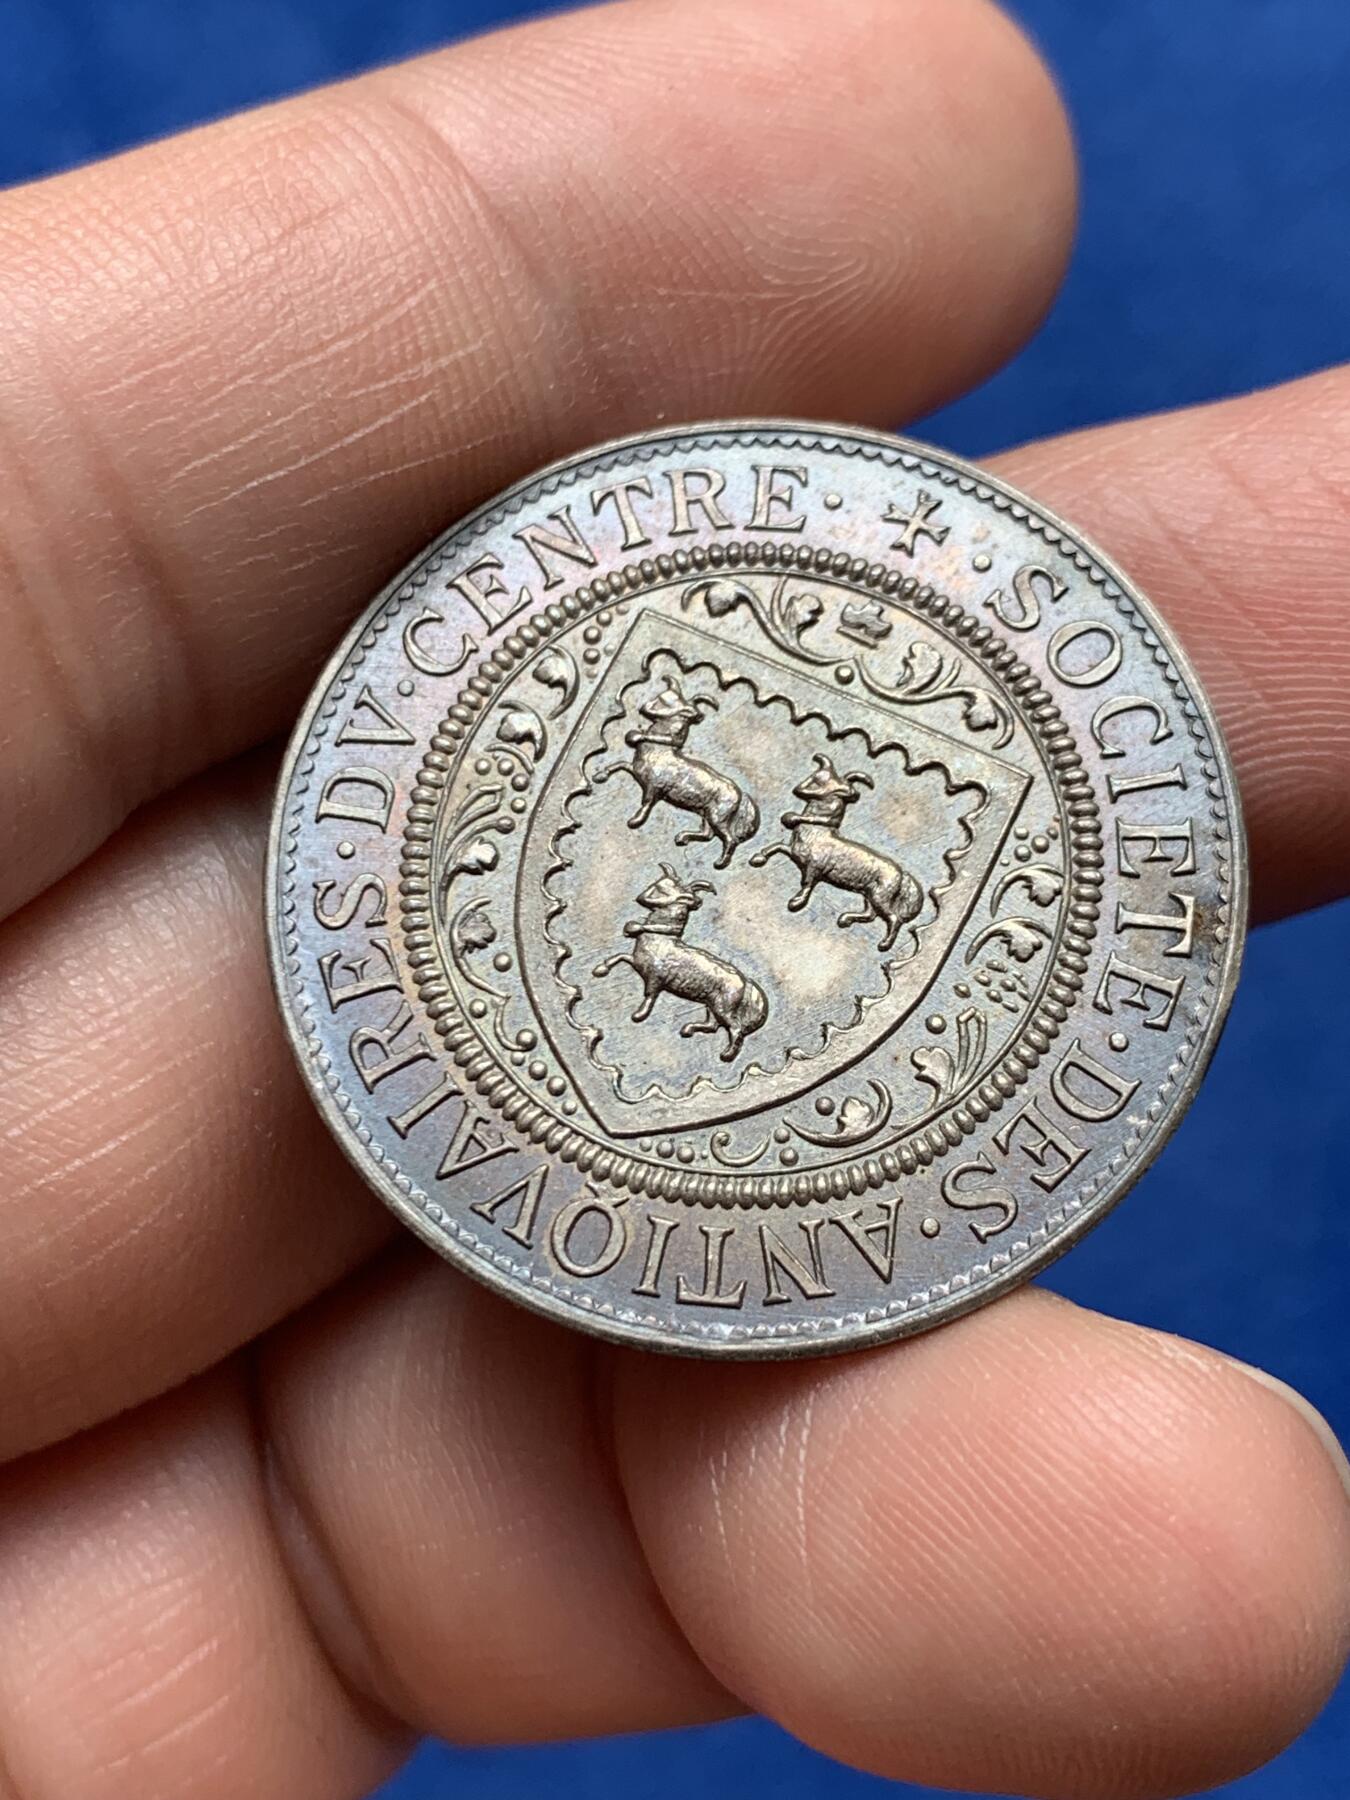 ✠ · SOCIETE · DES · ANTIQVAIRES · DV · CENTRE ·